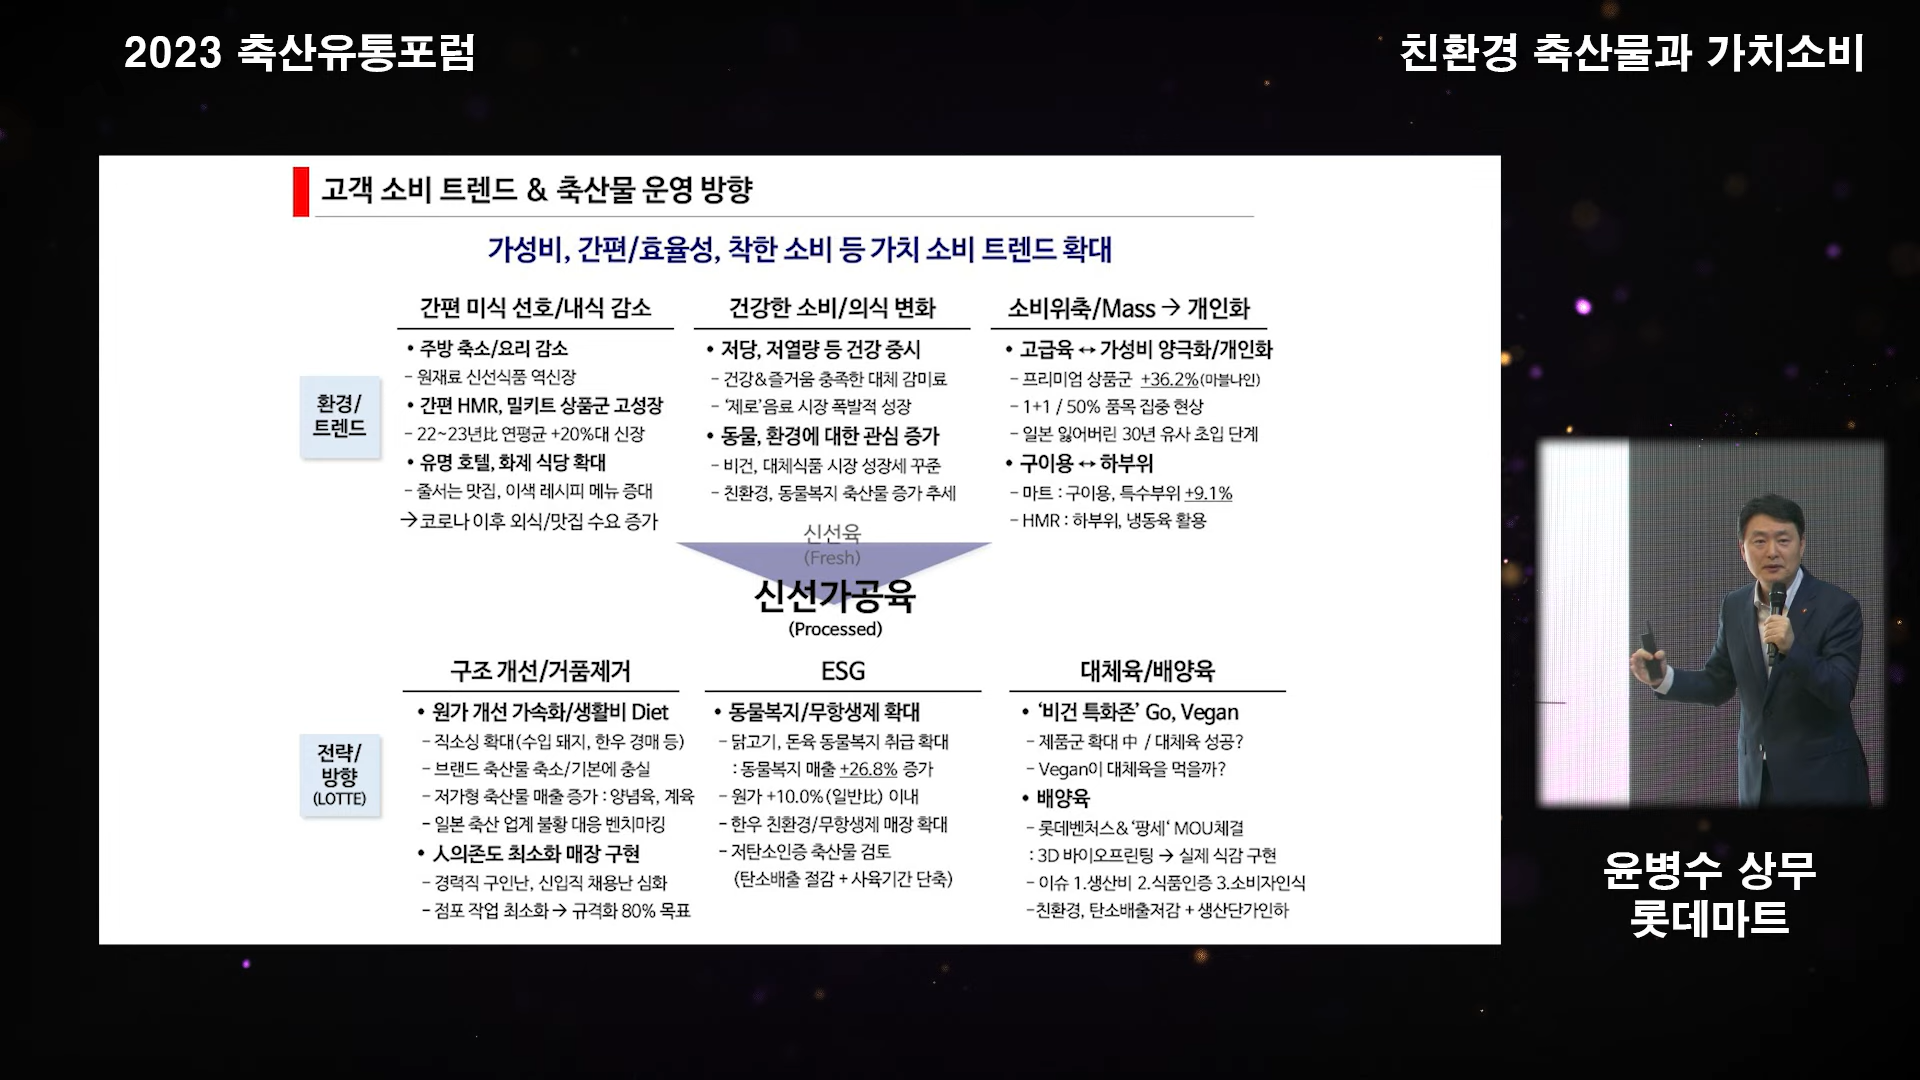 2023 축산유통포럼
친환경 축산물과 가치소비
고객 소비 트렌드 & 축산물 운영 방향
가성비, 간편/효율성, 착한 소비 등 가치 소비 트렌드 확대
환경/
트렌드
간편 미식 선호/내식 감소
• 주방 축소/요리 감소
– 원재료 신선식품 역신장
• 간편 HMR, 밀키트 상품군 고성장
– 22~23년比 연평균 +20%대 신장
• 유명 호텔, 화제 식당 확대
– 줄서는 맛집, 이색 레시피 메뉴 증대
→코로나 이후 외식/맛집 수요 증가
건강한 소비/의식 변화
• 저당, 저열량 등 건강 중시
– 건강&즐거움 충족한 대체 감미료
– ‘제로’음료 시장 폭발적 성장
• 동물, 환경에 대한 관심 증가
– 비건, 대체식품 시장 성장세 꾸준
– 친환경, 동물복지 축산물 증가 추세
소비위축/Mass → 개인화
• 고급육 ↔ 가성비 양극화/개인화
– 프리미엄 상품군 +36.2%(마블나인)
– 1+1 / 50% 품목 집중 현상
– 일본 잃어버린 30년 유사 초입 단계
• 구이용 ↔ 하부위
– 마트 : 구이용, 특수부위 +9.1%
– HMR : 하부위, 냉동육 활용
신선육
(Fresh)
신선가공육
(Processed)
전략/
방향
(LOTTE)
구조 개선/거품제거
• 원가 개선 가속화/생활비 Diet
– 직소싱 확대(수입 돼지, 한우 경매 등)
– 브랜드 축산물 축소/기본에 충실
– 저가형 축산물 매출 증가 : 양념육, 계육
– 일본 축산 업계 불황 대응 벤치마킹
• 人의존도 최소화 매장 구현
– 경력직 구인난, 신입직 채용난 심화
– 점포 작업 최소화 → 규격화 80% 목표
ESG
• 동물복지/무항생제 확대
– 닭고기, 돈육 동물복지 취급 확대
: 동물복지 매출 +26.8% 증가
– 원가 +10.0%(일반比) 이내
– 한우 친환경/무항생제 매장 확대
– 저탄소인증 축산물 검토
(탄소배출 절감 + 사육기간 단축)
대체육/배양육
• ‘비건 특화존’ Go, Vegan
– 제품군 확대 中 / 대체육 성공?
– Vegan이 대체육을 먹을까?
• 배양육
– 롯데벤처스&‘팡세‘ MOU체결
: 3D 바이오프린팅 → 실제 식감 구현
– 이슈 1.생산비 2.식품인증 3.소비자인식
–친환경, 탄소배출저감 + 생산단가인하
윤병수 상무
롯데마트